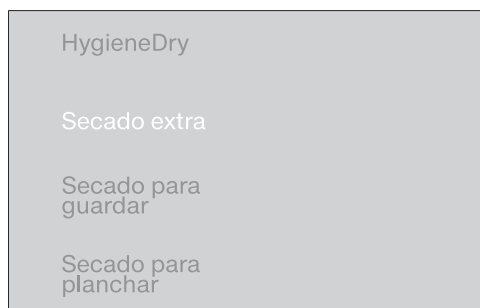 HygieneDry
Secado extra
Secado para
guardar
Secado para
planchar